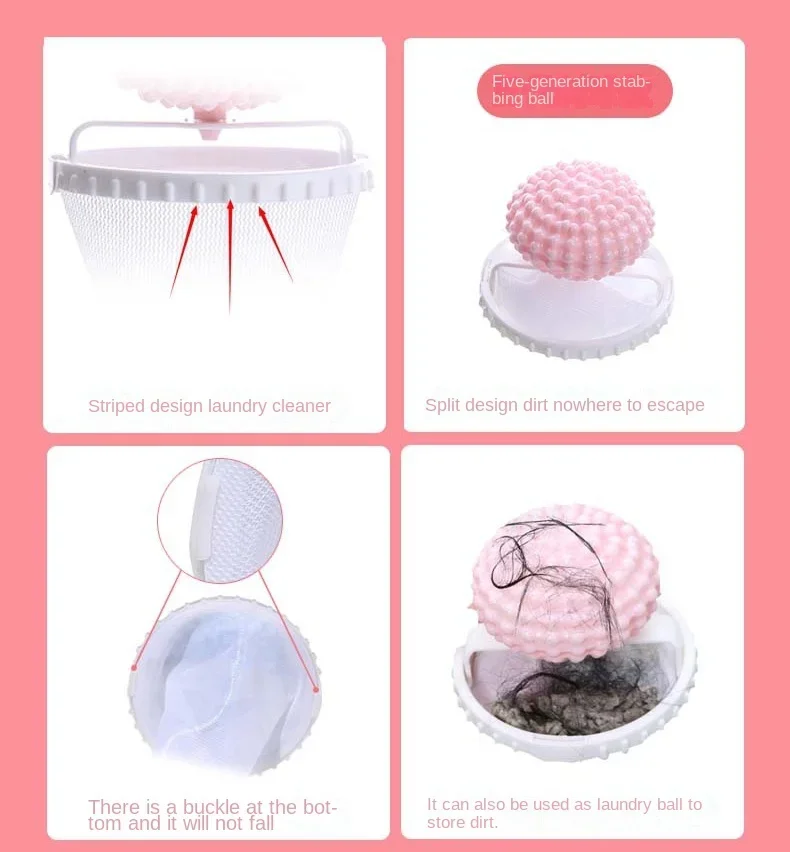 Five-generation stab-
bing ball
Striped design laundry cleaner
Split design dirt nowhere to escape
There is a buckle at the bot-
tom and it will not fall
It can also be used as laundry ball to
store dirt.